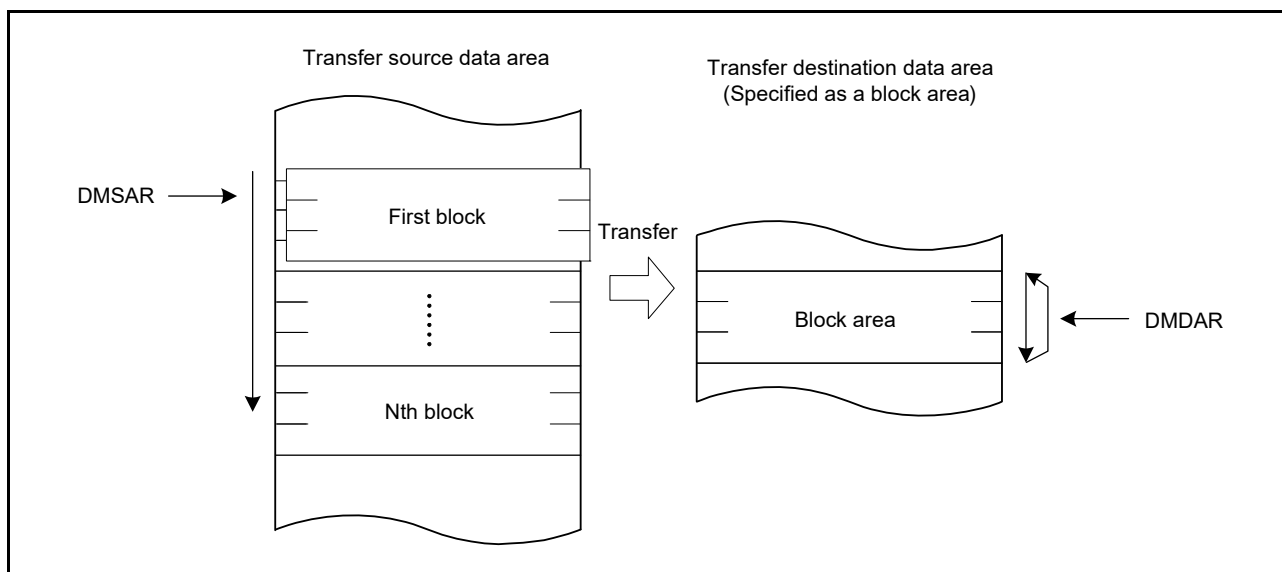 Transfer source data area
Transfer destination data area
(Specified as a block area)
DMSAR
First block
Transfer
Block area
DMDAR
Nth block